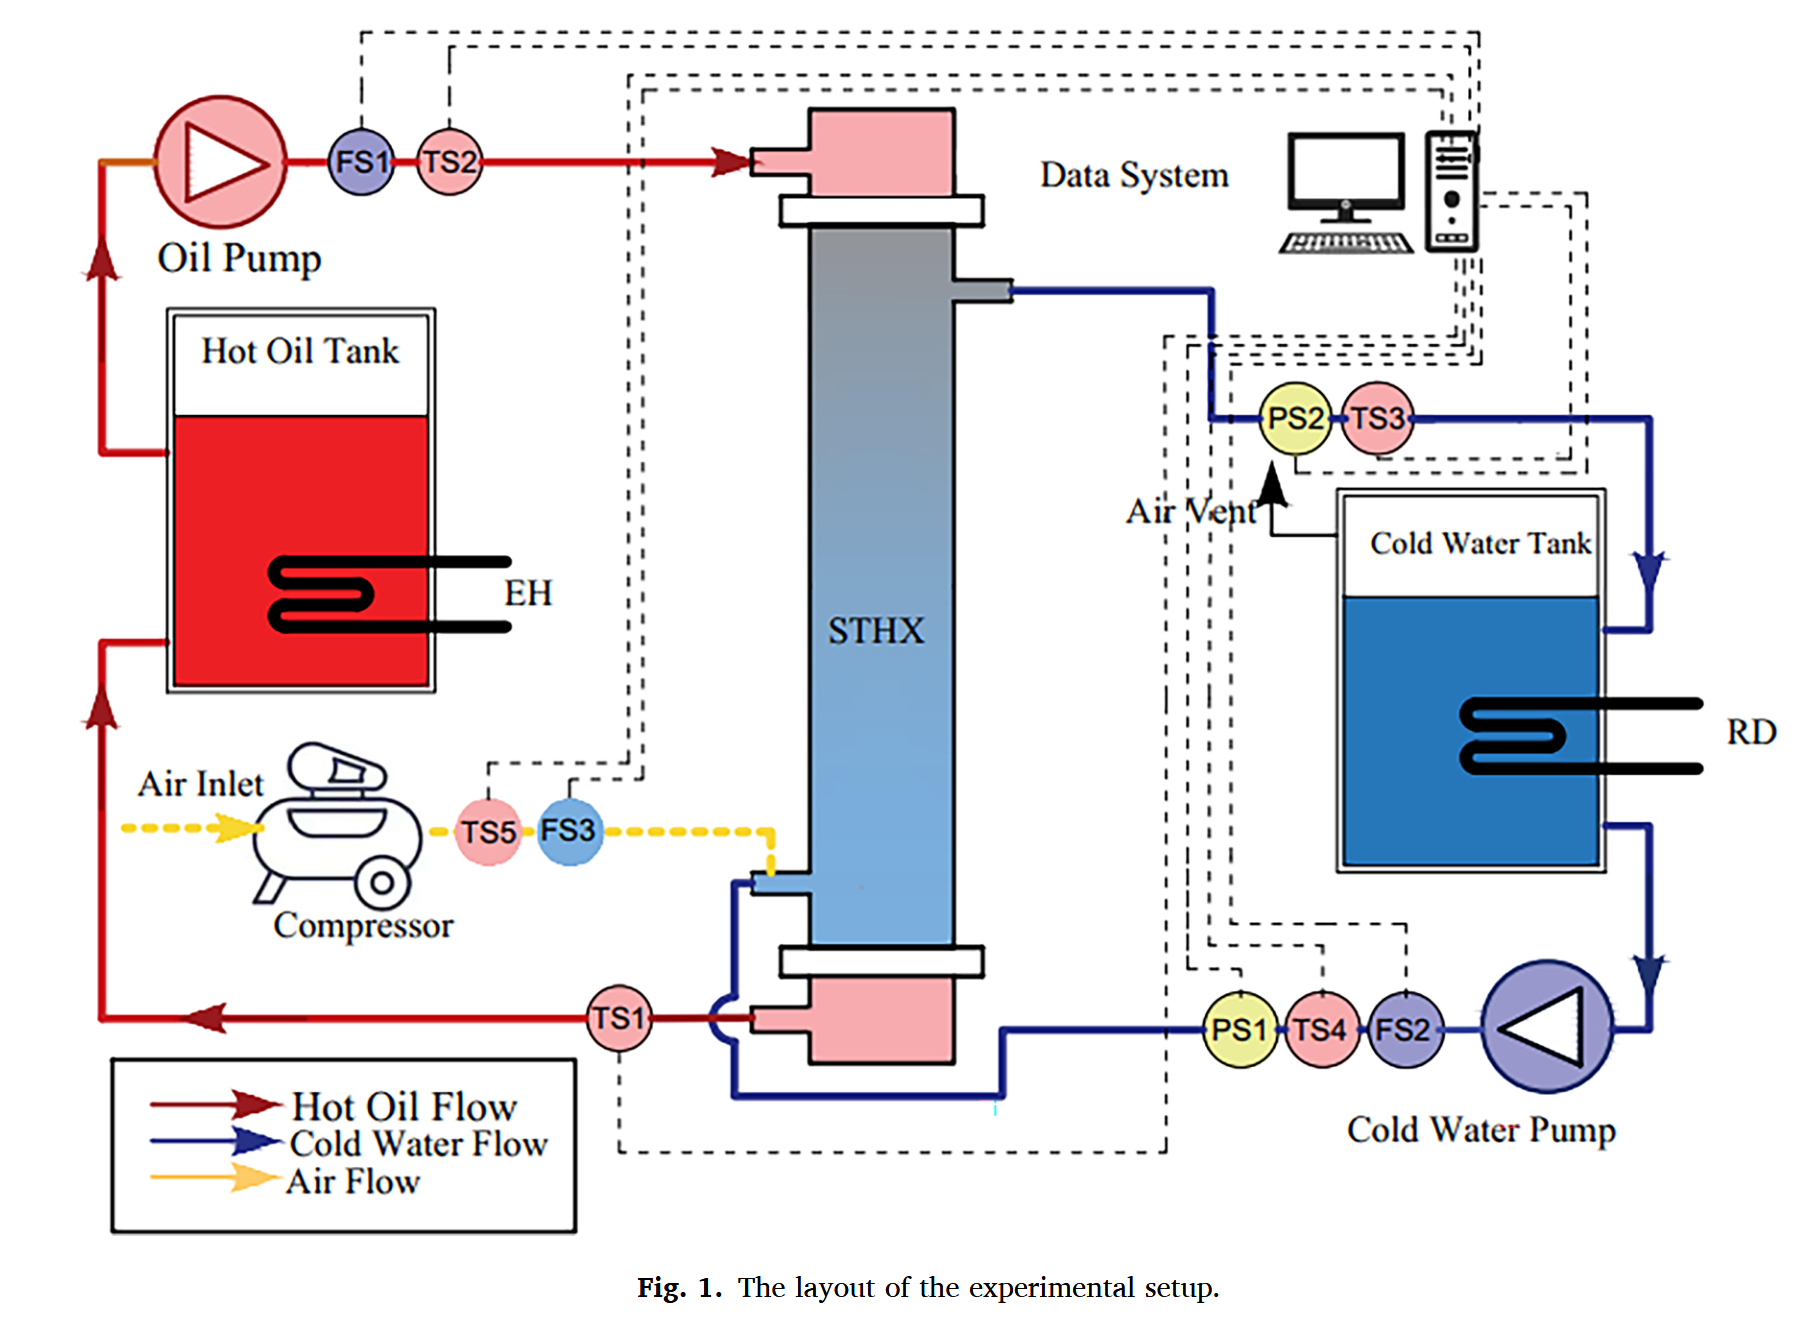 FS1
TS2
Data System
Oil Pump
Hot Oil Tank
PS2
TS3
Air Vent
Cold Water Tank
EH
STHX
RD
Air Inlet
TS5
FS3
Compressor
TS1
PS1
TS4
FS2
Hot Oil Flow
Cold Water Flow
Air Flow
Cold Water Pump
Fig. 1. The layout of the experimental setup.